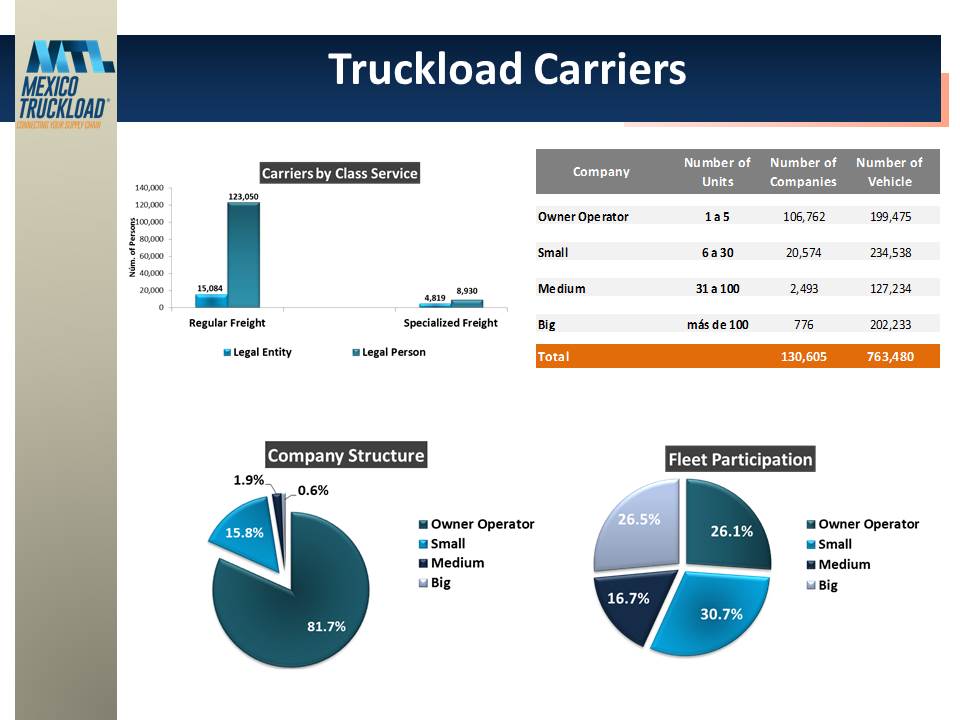 Truckload Carriers
MTL
MEXICO
TRUCKLOAD®
CONNECTING YOUR SUPPLY CHAIN
Carriers by Class Service
Núm. of Persons
140,000
120,000
100,000
80,000
60,000
40,000
20,000
0
15,084
123,050
4,819
8,930
Regular Freight
Specialized Freight
Legal Entity
Legal Person
Company
Number of
Units
Number of
Companies
Number of
Vehicle
Owner Operator 1 a 5 106,762 199,475
Small 6 a 30 20,574 234,538
Medium 31 a 100 2,493 127,234
Big más de 100 776 202,233
Total 130,605 763,480
Company Structure
1.9%
0.6%
15.8%
81.7%
Owner Operator
Small
Medium
Big
Fleet Participation
26.5%
26.1%
16.7%
30.7%
Owner Operator
Small
Medium
Big